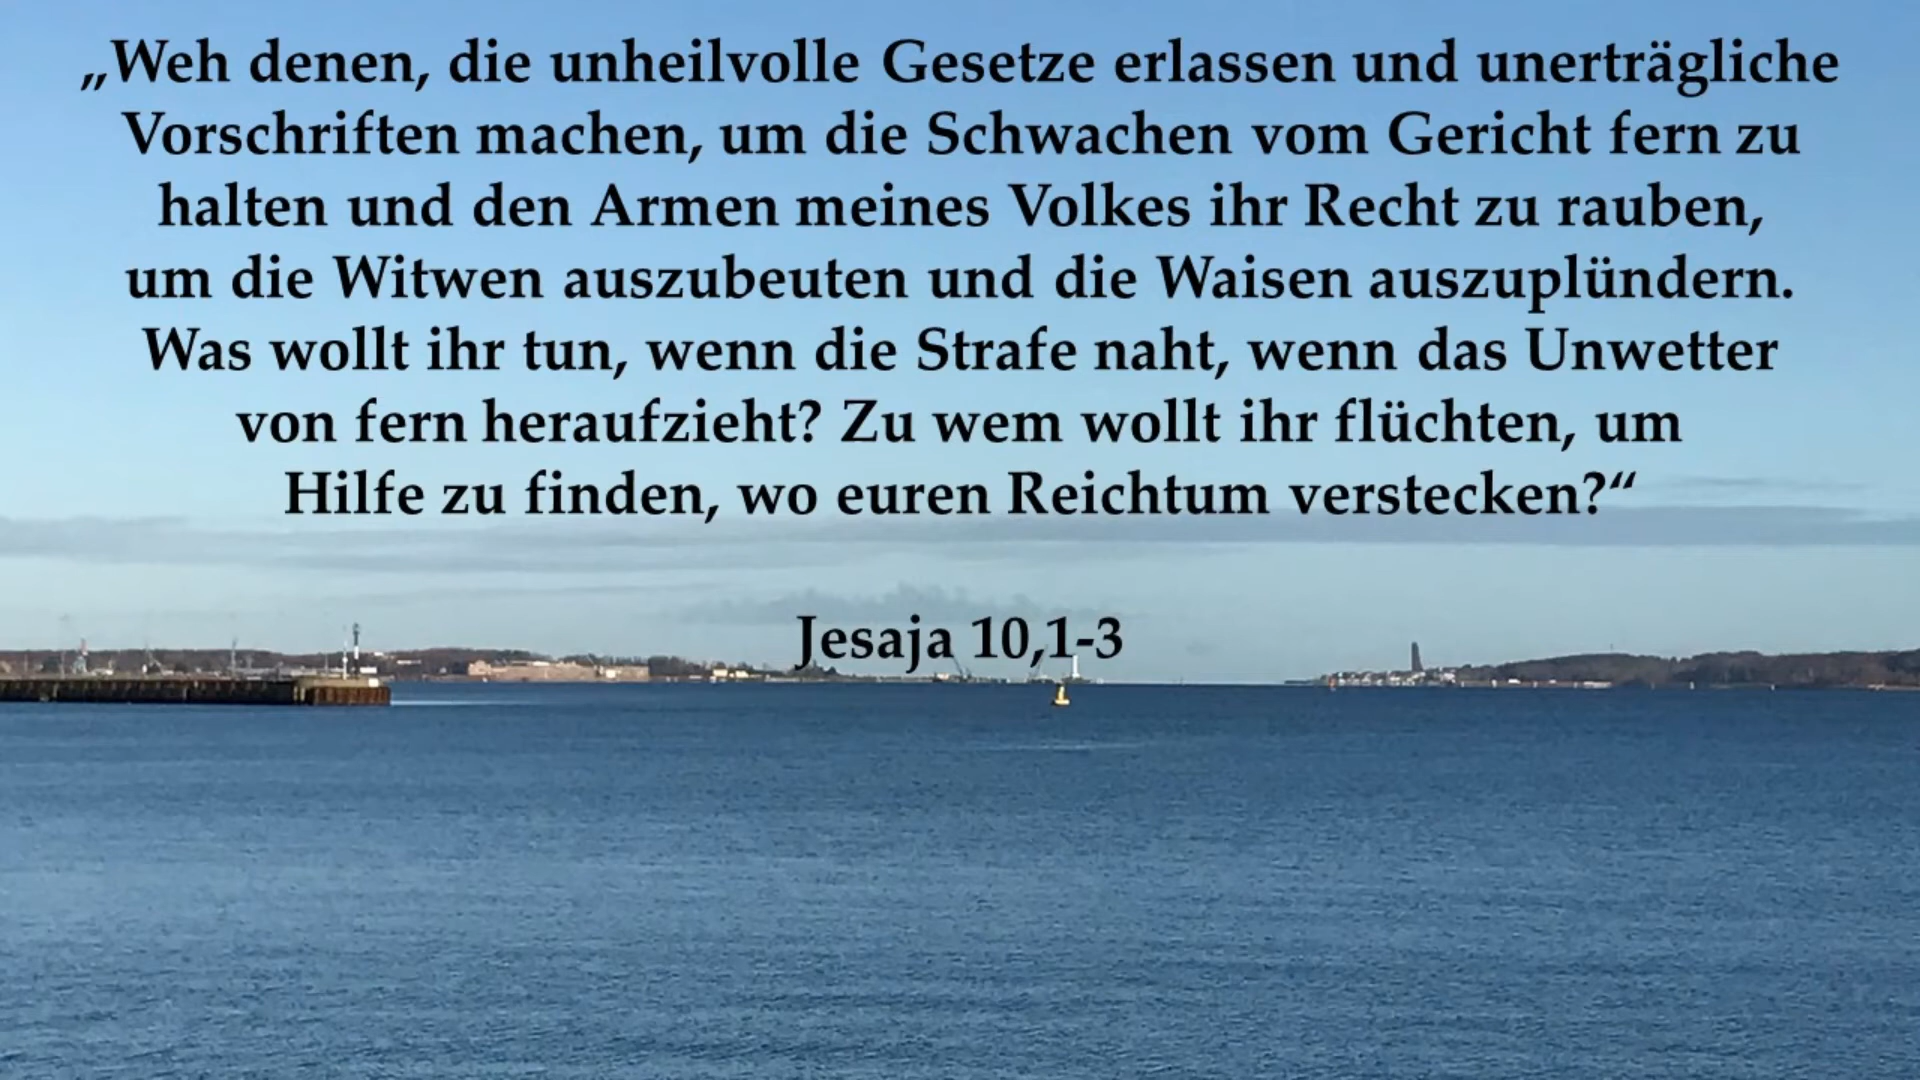 „Weh denen, die unheilvolle Gesetze erlassen und unerträgliche
Vorschriften machen, um die Schwachen vom Gericht fern zu
halten und den Armen meines Volkes ihr Recht zu rauben,
um die Witwen auszubeuten und die Waisen auszuplündern.
Was wollt ihr tun, wenn die Strafe naht, wenn das Unwetter
von fern heraufzieht? Zu wem wollt ihr flüchten, um
Hilfe zu finden, wo euren Reichtum verstecken?“
Jesaja 10,1-3